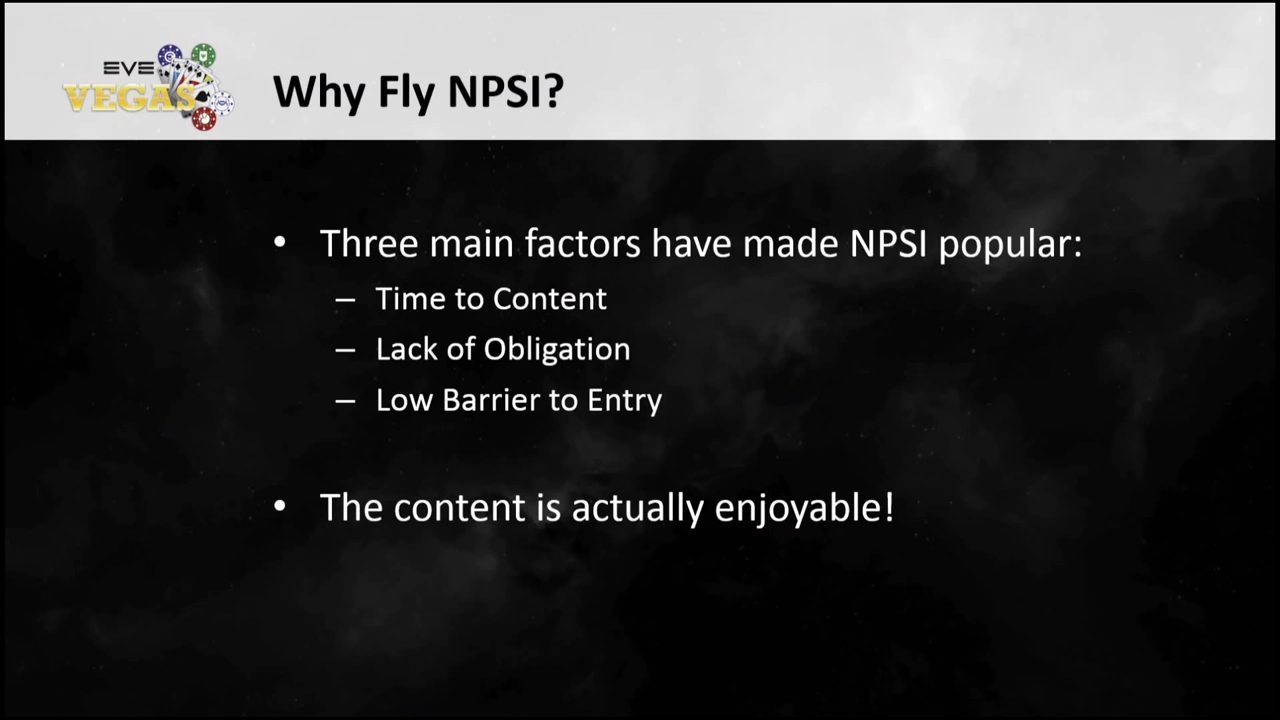 EVE
VEGAS
Why Fly NPSI?
• Three main factors have made NPSI popular:
– Time to Content
– Lack of Obligation
– Low Barrier to Entry
• The content is actually enjoyable!